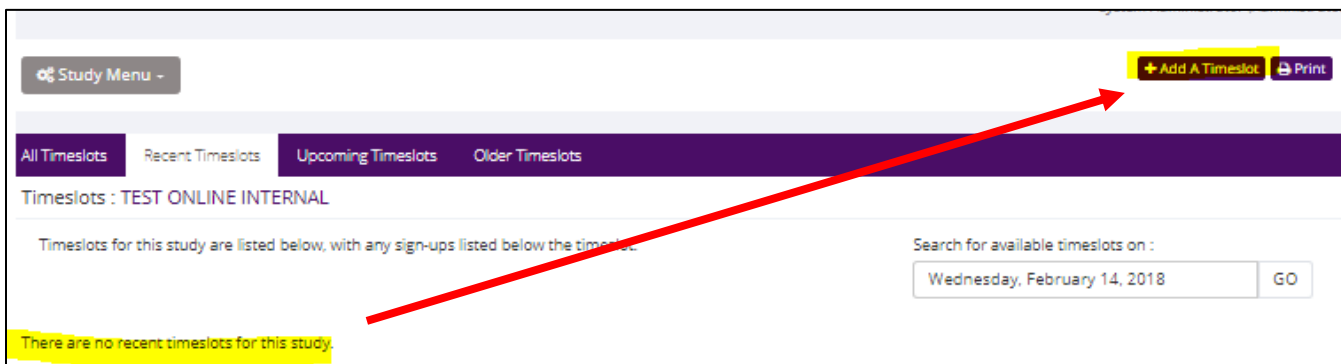 Study Menu
+ Add A Timeslot Print
All Timeslots Recent Timeslots Upcoming Timeslots Older Timeslots
Timeslots : TEST ONLINE INTERNAL
Timeslots for this study are listed below, with any sign-ups listed below the timeslot.
Search for available timeslots on :
Wednesday, February 14, 2018 GO
There are no recent timeslots for this study.